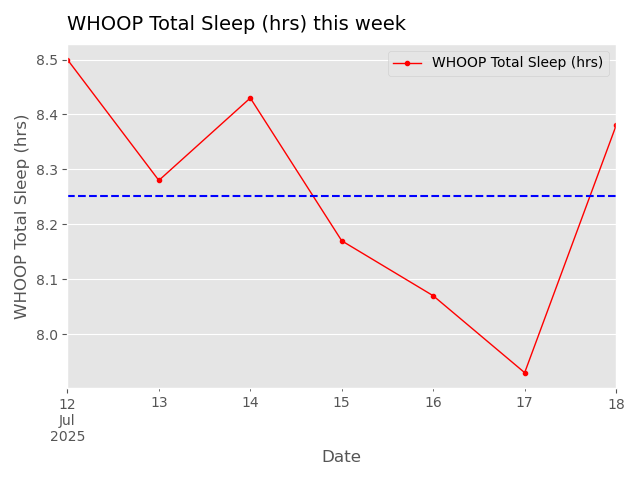 WHOOP Total Sleep (hrs) this week
WHOOP Total Sleep (hrs)
WHOOP Total Sleep (hrs)
8.5
8.4
8.3
8.2
8.1
8.0
12 13 14 15 16 17 18
Jul
2025
Date